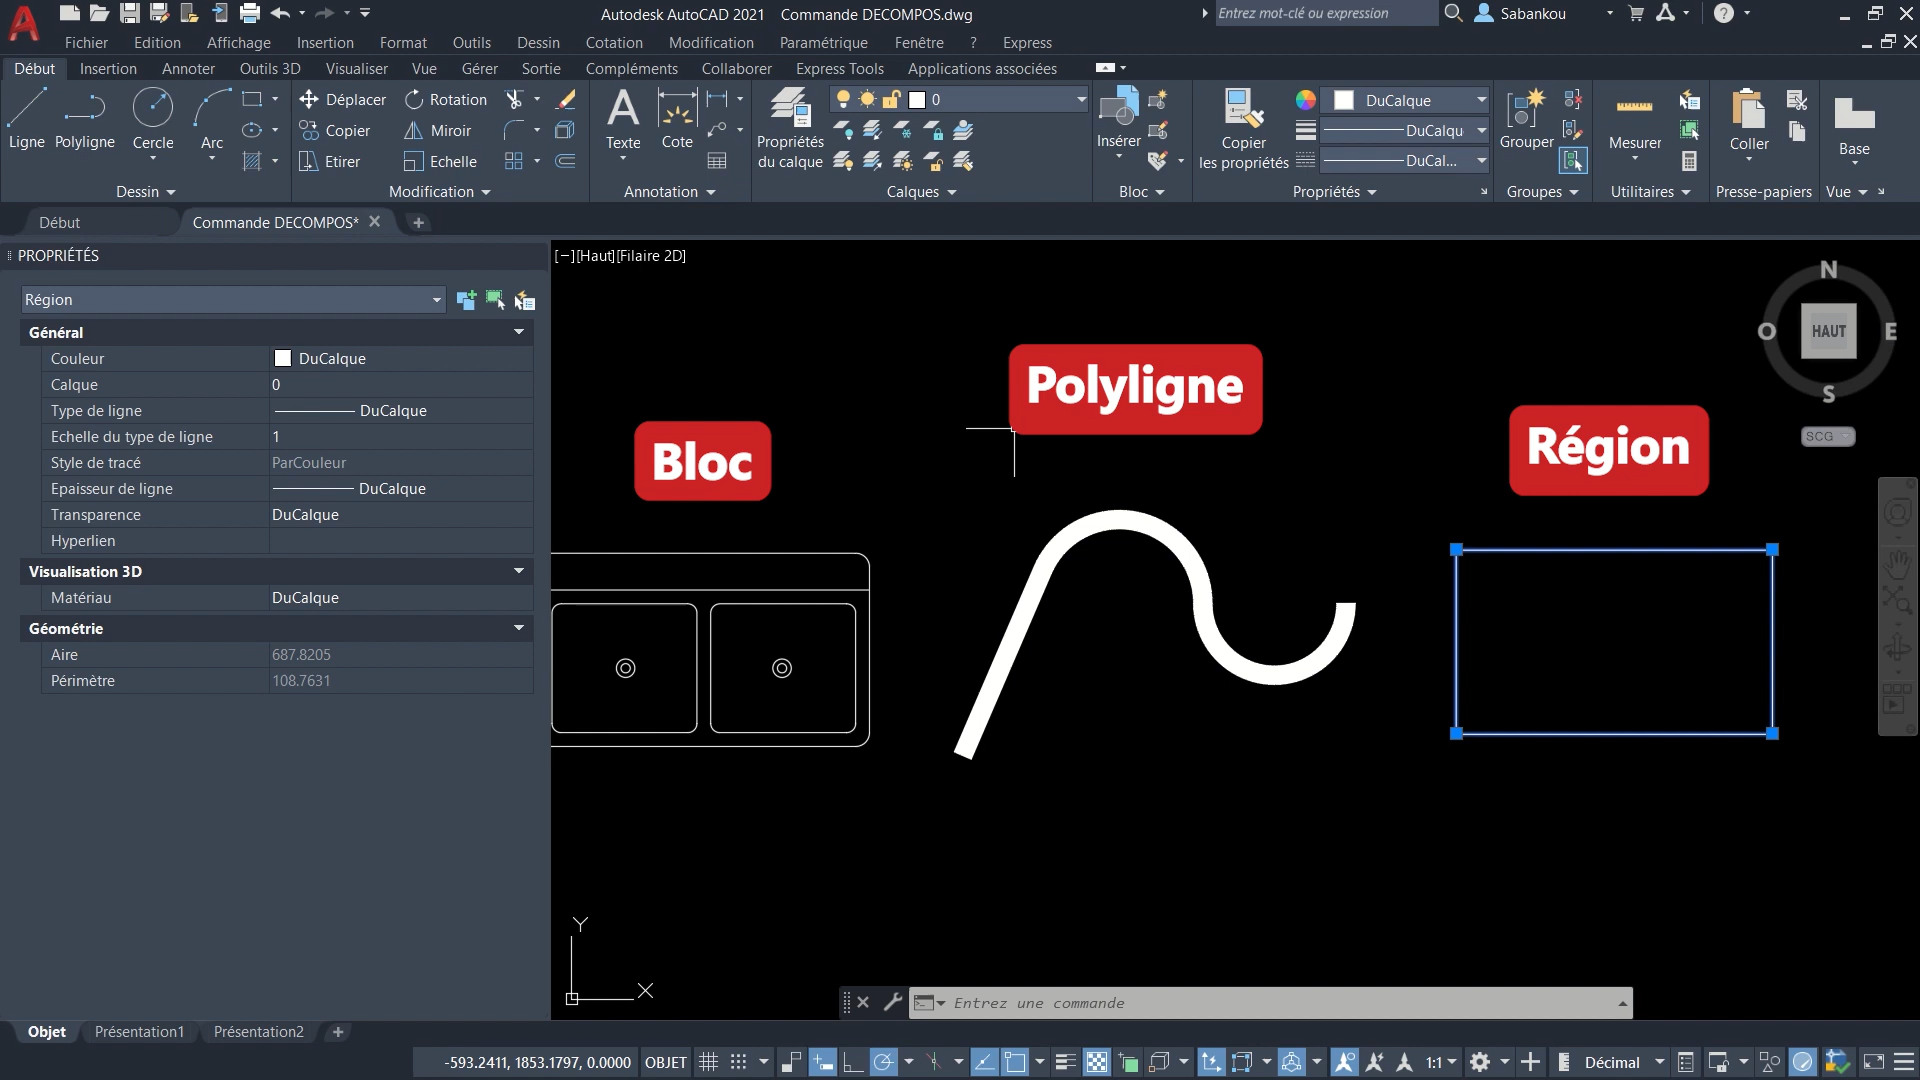 Autodesk AutoCAD 2021 Commande DECOMPOS.dwg
Entrez mot-clé ou expression
Sabankou
Fichier Edition Affichage Insertion Format Outils Dessin Cotation Modification Paramétrique Fenêtre ? Express
Début Insertion Annoter Outils 3D Visualiser Vue Gérer Sortie Compléments Collaborer Express Tools Applications associées
Ligne Polyligne Cercle Arc
Dessin
Déplacer Rotation
Copier Miroir
Etirer Echelle
Modification
Texte Cote
Annotation
Propriétés
du calque
0
Calques
Insérer
Bloc
Copier
les propriétés
DuCalque
DuCalqu
DuCal...
Propriétés
Grouper
Groupes
Mesurer
Utilitaires
Coller
Presse-papiers
Base
Vue
Début Commande DECOMPOS*
PROPRIÉTÉS
Région
Général
Couleur DuCalque
Calque 0
Type de ligne DuCalque
Echelle du type de ligne 1
Style de tracé ParCouleur
Epaisseur de ligne DuCalque
Transparence DuCalque
Hyperlien
Visualisation 3D
Matériau DuCalque
Géométrie
Aire 687.8205
Périmètre 108.7631
[−][Haut][Filaire 2D]
Bloc
Polyligne
Région
N
O HAUT E
S
SCG
Y
X
Entrez une commande
Objet Présentation1 Présentation2
-593.2411, 1853.1797, 0.0000 OBJET 1:1 Décimal